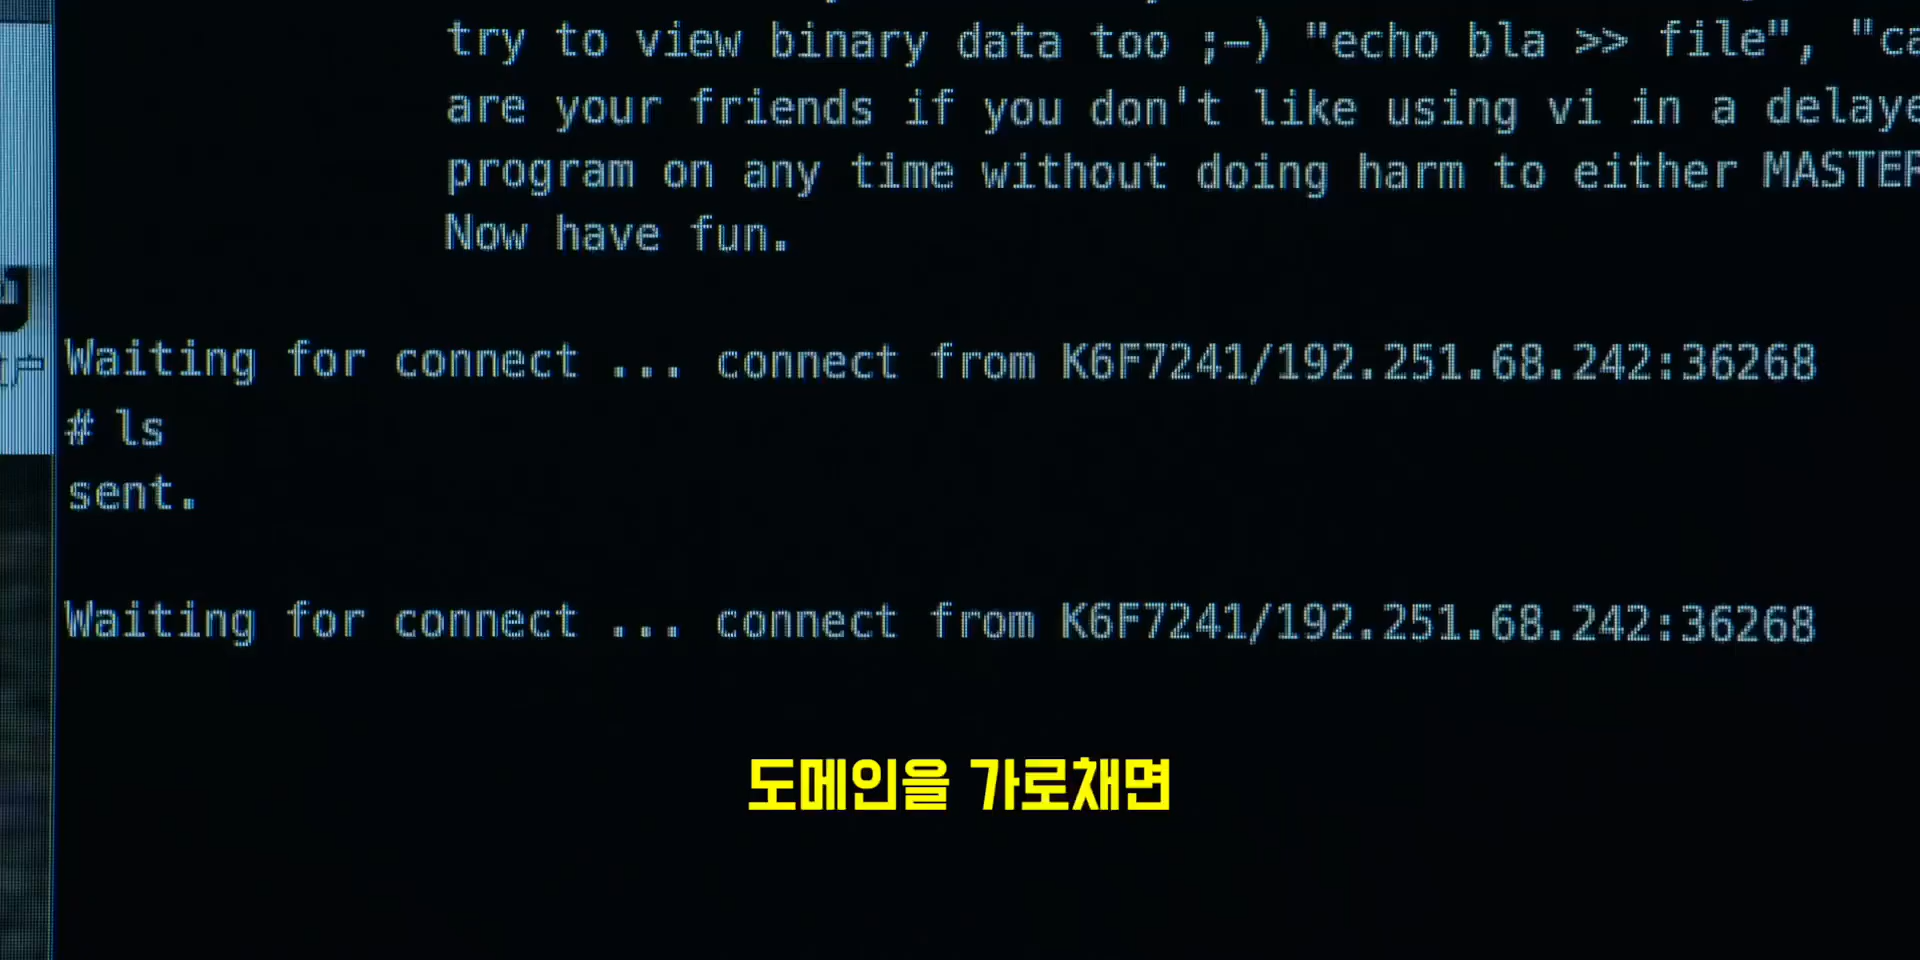 try to view binary data too ;-) "echo bla >> file", "ca
are your friends if you don't like using vi in a delaye
program on any time without doing harm to either MASTER
Now have fun.
Waiting for connect ... connect from K6F7241/192.251.68.242:36268
# ls
sent.
Waiting for connect ... connect from K6F7241/192.251.68.242:36268
도메인을 가로채면